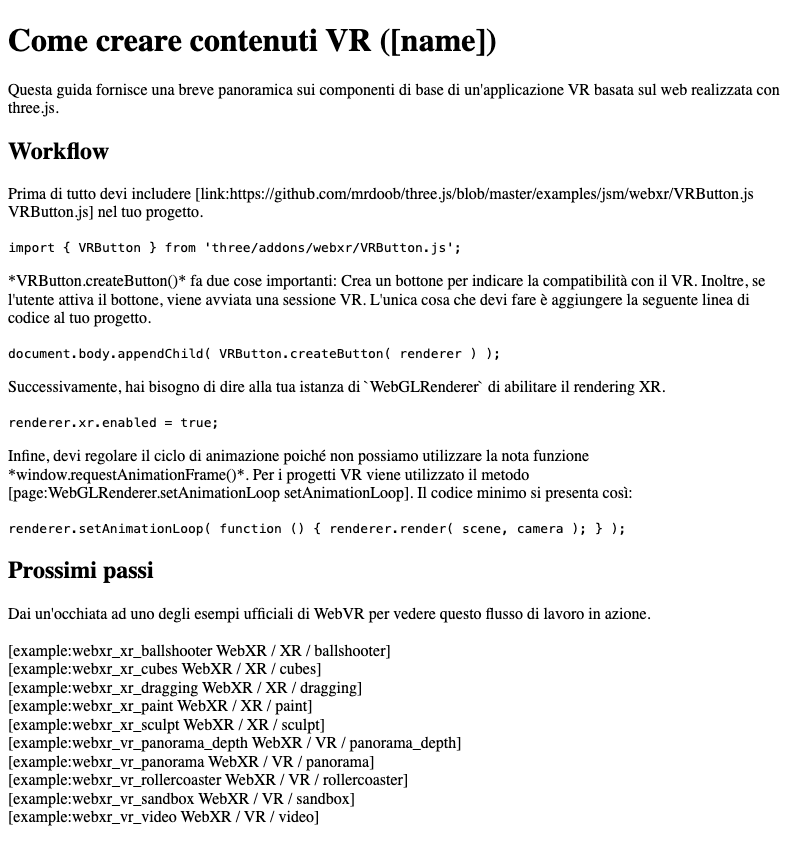 Come creare contenuti VR ([name])
Questa guida fornisce una breve panoramica sui componenti di base di un'applicazione VR basata sul web realizzata con
three.js.
Workflow
Prima di tutto devi includere [link:https://github.com/mrdoob/three.js/blob/master/examples/jsm/webxr/VRButton.js
VRButton.js] nel tuo progetto.
import { VRButton } from 'three/addons/webxr/VRButton.js';
*VRButton.createButton()* fa due cose importanti: Crea un bottone per indicare la compatibilità con il VR. Inoltre, se
l'utente attiva il bottone, viene avviata una sessione VR. L'unica cosa che devi fare è aggiungere la seguente linea di
codice al tuo progetto.
document.body.appendChild( VRButton.createButton( renderer ) );
Successivamente, hai bisogno di dire alla tua istanza di `WebGLRenderer` di abilitare il rendering XR.
renderer.xr.enabled = true;
Infine, devi regolare il ciclo di animazione poiché non possiamo utilizzare la nota funzione
*window.requestAnimationFrame()*. Per i progetti VR viene utilizzato il metodo
[page:WebGLRenderer.setAnimationLoop setAnimationLoop]. Il codice minimo si presenta così:
renderer.setAnimationLoop( function () { renderer.render( scene, camera ); } );
Prossimi passi
Dai un'occhiata ad uno degli esempi ufficiali di WebVR per vedere questo flusso di lavoro in azione.
[example:webxr_xr_ballshooter WebXR / XR / ballshooter]
[example:webxr_xr_cubes WebXR / XR / cubes]
[example:webxr_xr_dragging WebXR / XR / dragging]
[example:webxr_xr_paint WebXR / XR / paint]
[example:webxr_xr_sculpt WebXR / XR / sculpt]
[example:webxr_vr_panorama_depth WebXR / VR / panorama_depth]
[example:webxr_vr_panorama WebXR / VR / panorama]
[example:webxr_vr_rollercoaster WebXR / VR / rollercoaster]
[example:webxr_vr_sandbox WebXR / VR / sandbox]
[example:webxr_vr_video WebXR / VR / video]